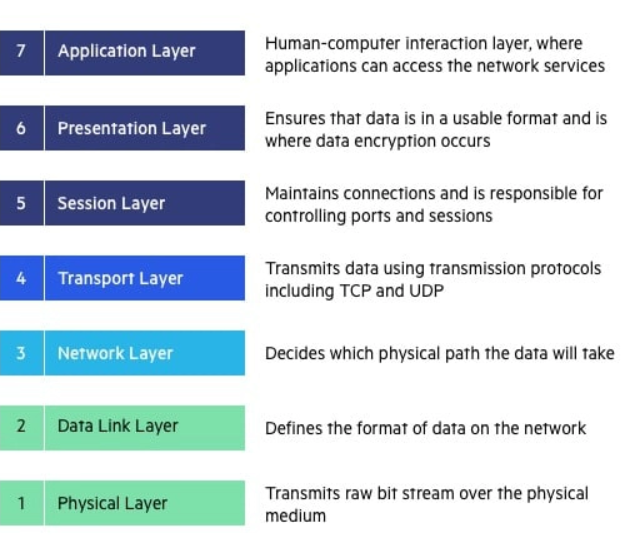 7 Application Layer
Human-computer interaction layer, where
applications can access the network services
6 Presentation Layer
Ensures that data is in a usable format and is
where data encryption occurs
5 Session Layer
Maintains connections and is responsible for
controlling ports and sessions
4 Transport Layer
Transmits data using transmission protocols
including TCP and UDP
3 Network Layer
Decides which physical path the data will take
2 Data Link Layer
Defines the format of data on the network
1 Physical Layer
Transmits raw bit stream over the physical
medium